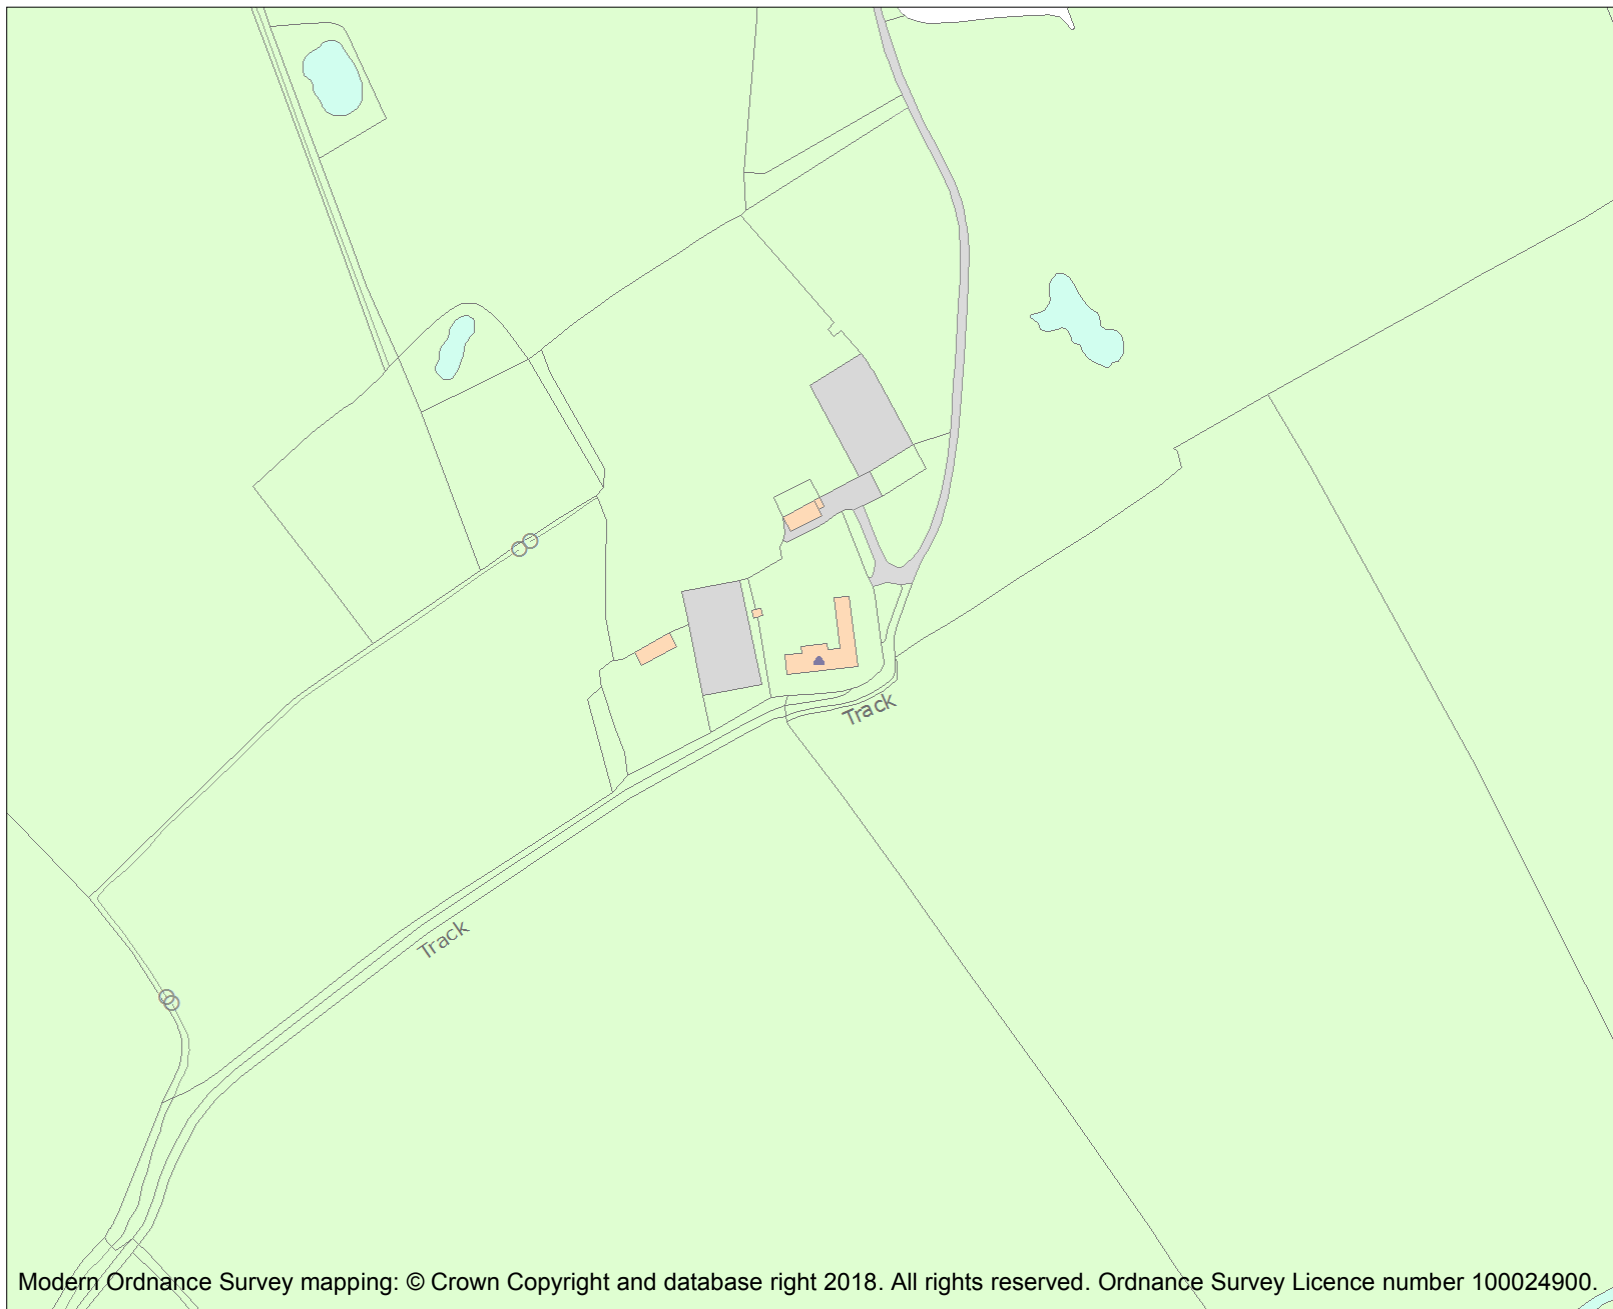 Track
Track
Modern Ordnance Survey mapping: © Crown Copyright and database right 2018. All rights reserved. Ordnance Survey Licence number 100024900.